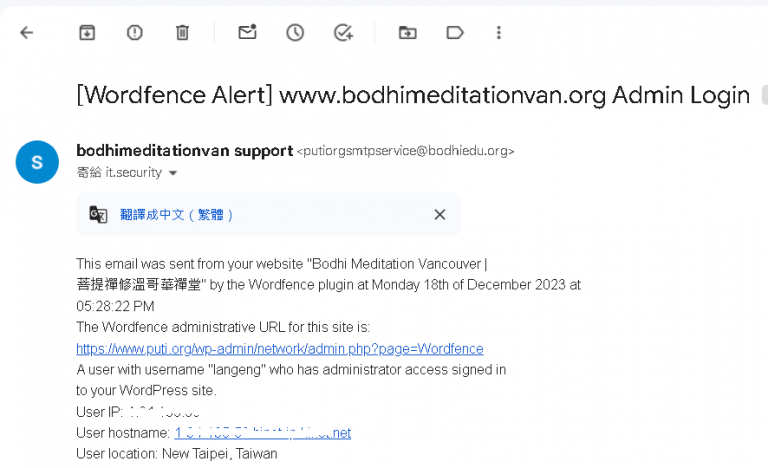 [Wordfence Alert] www.bodhimeditationvan.org Admin Login
bodhimeditationvan support <putiorgsmtpservice@bodhiedu.org>
S
寄給 it.security
翻譯成中文（繁體）
This email was sent from your website "Bodhi Meditation Vancouver |
菩提禪修溫哥華禪堂" by the Wordfence plugin at Monday 18th of December 2023 at
05:28:22 PM
The Wordfence administrative URL for this site is:
https://www.puti.org/wp-admin/network/admin.php?page=Wordfence
A user with username "langeng" who has administrator access signed in
to your WordPress site.
User IP:
User hostname:
User location: New Taipei, Taiwan